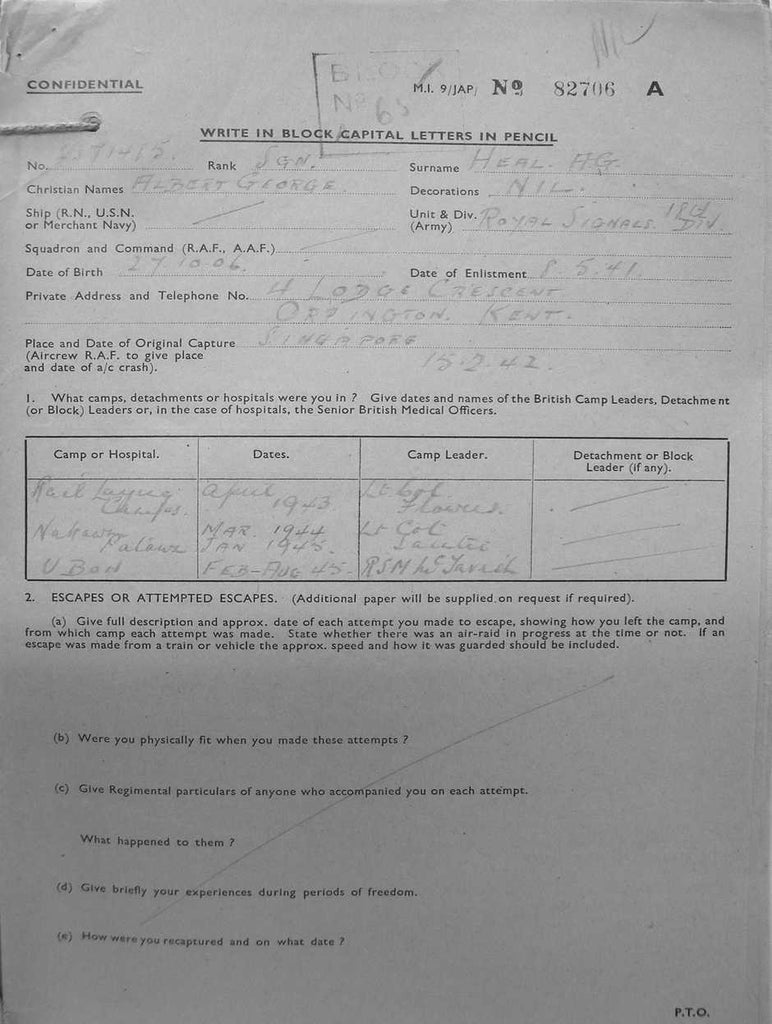 CONFIDENTIAL
BLOCK
No 65
M.I. 9/JAP/ No 82706 A
WRITE IN BLOCK CAPITAL LETTERS IN PENCIL
No. Rank SGN. Surname HEAL. AG.
Christian Names ALBERT GEORGE. Decorations NIL.
Ship (R.N., U.S.N. Unit & Div. ROYAL SIGNALS. 18th DIV.
or Merchant Navy) (Army)
Squadron and Command (R.A.F., A.A.F.)
Date of Birth 27.10.06. Date of Enlistment 8.5.41.
Private Address and Telephone No. 4 LODGE CRESCENT
ORPINGTON. KENT.
Place and Date of Original Capture SINGAPORE
(Aircrew R.A.F. to give place 15.2.42.
and date of a/c crash).
1. What camps, detachments or hospitals were you in ? Give dates and names of the British Camp Leaders, Detachment
(or Block) Leaders or, in the case of hospitals, the Senior British Medical Officers.
Camp or Hospital. Dates. Camp Leader. Detachment or Block
Leader (if any).
Rail Laying April Lt Col.
Camps. 1943 Flowers.
MAR. 1944 Lt Col
JAN 1945.
UBON FEB-AUG 45. RSM McTavish
2. ESCAPES OR ATTEMPTED ESCAPES. (Additional paper will be supplied on request if required).
(a) Give full description and approx. date of each attempt you made to escape, showing how you left the camp, and
from which camp each attempt was made. State whether there was an air-raid in progress at the time or not. If an
escape was made from a train or vehicle the approx. speed and how it was guarded should be included.
(b) Were you physically fit when you made these attempts ?
(c) Give Regimental particulars of anyone who accompanied you on each attempt.
What happened to them ?
(d) Give briefly your experiences during periods of freedom.
(e) How were you recaptured and on what date ?
P.T.O.